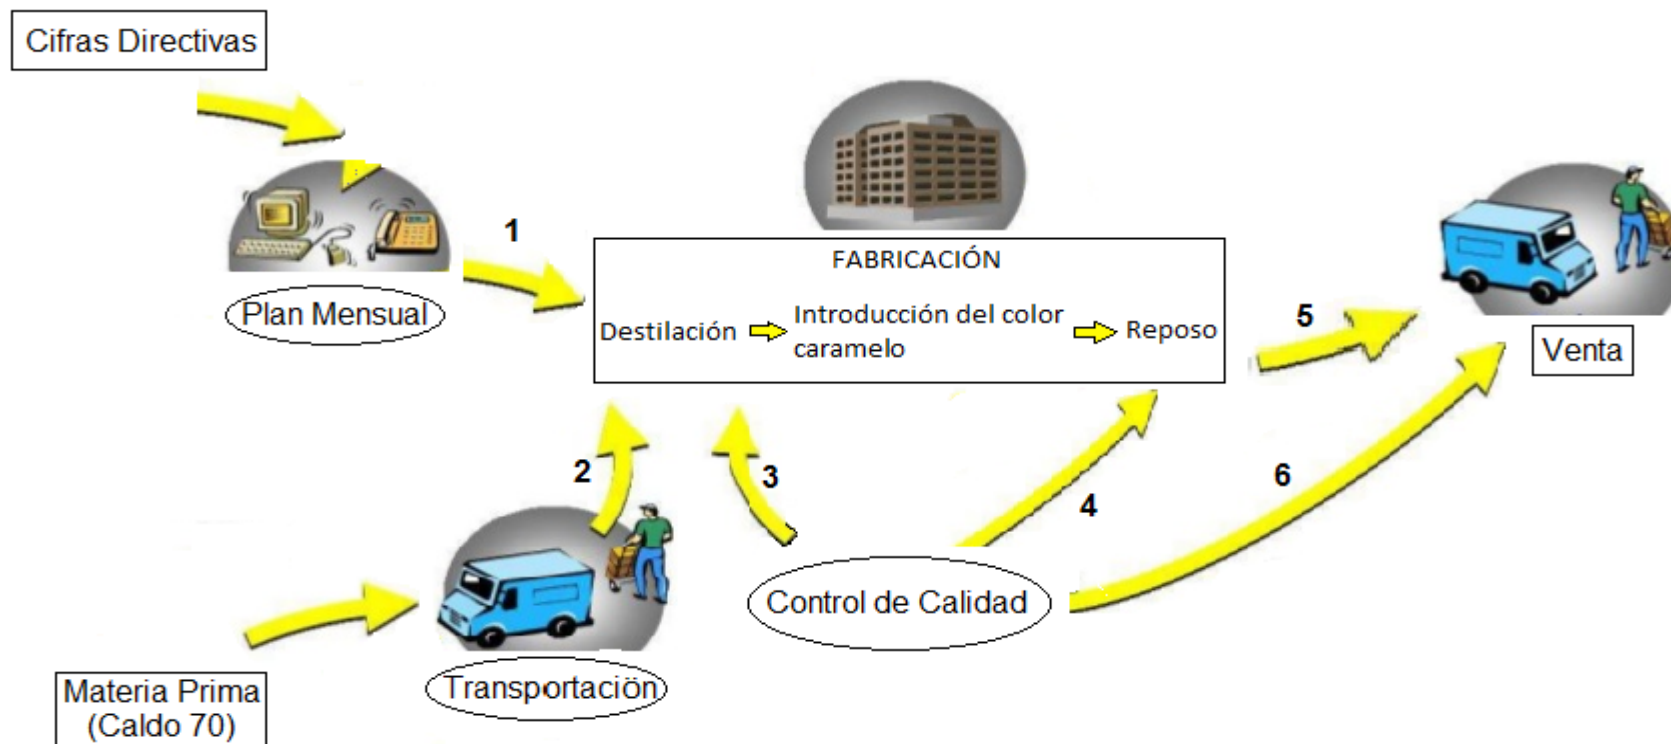 Cifras Directivas
1
Plan Mensual
FABRICACIÓN
Destilación
Introducción del color
caramelo
Reposo
5
Venta
2
3
4
6
Control de Calidad
Transportación
Materia Prima
(Caldo 70)